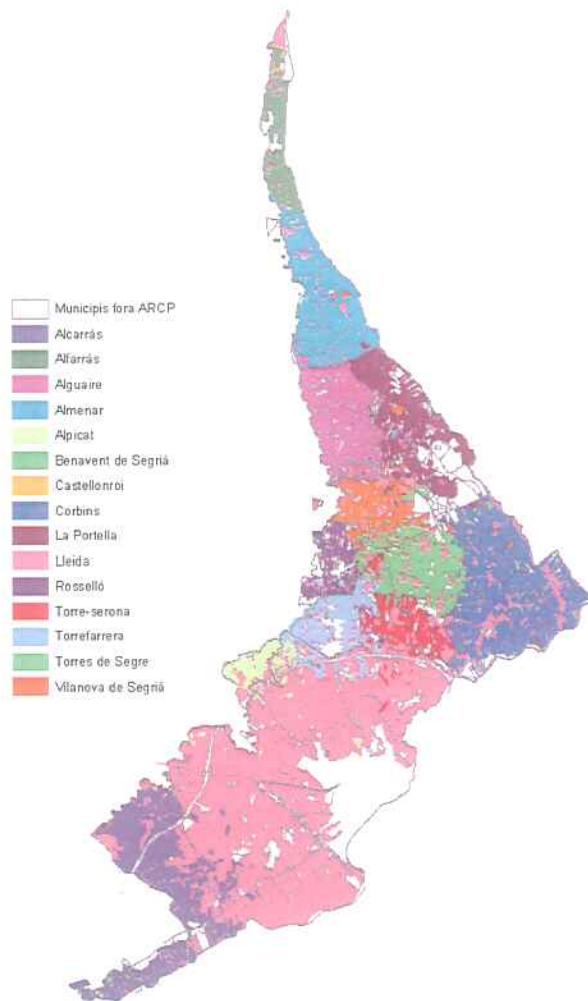 Municipis fora ARCP
Alcarràs
Alfarràs
Alguaire
Almenar
Alpicat
Benavent de Segrià
Castellonroi
Corbins
La Portella
Lleida
Rosselló
Torre-serona
Torrefarrera
Torres de Segre
Vilanova de Segrià